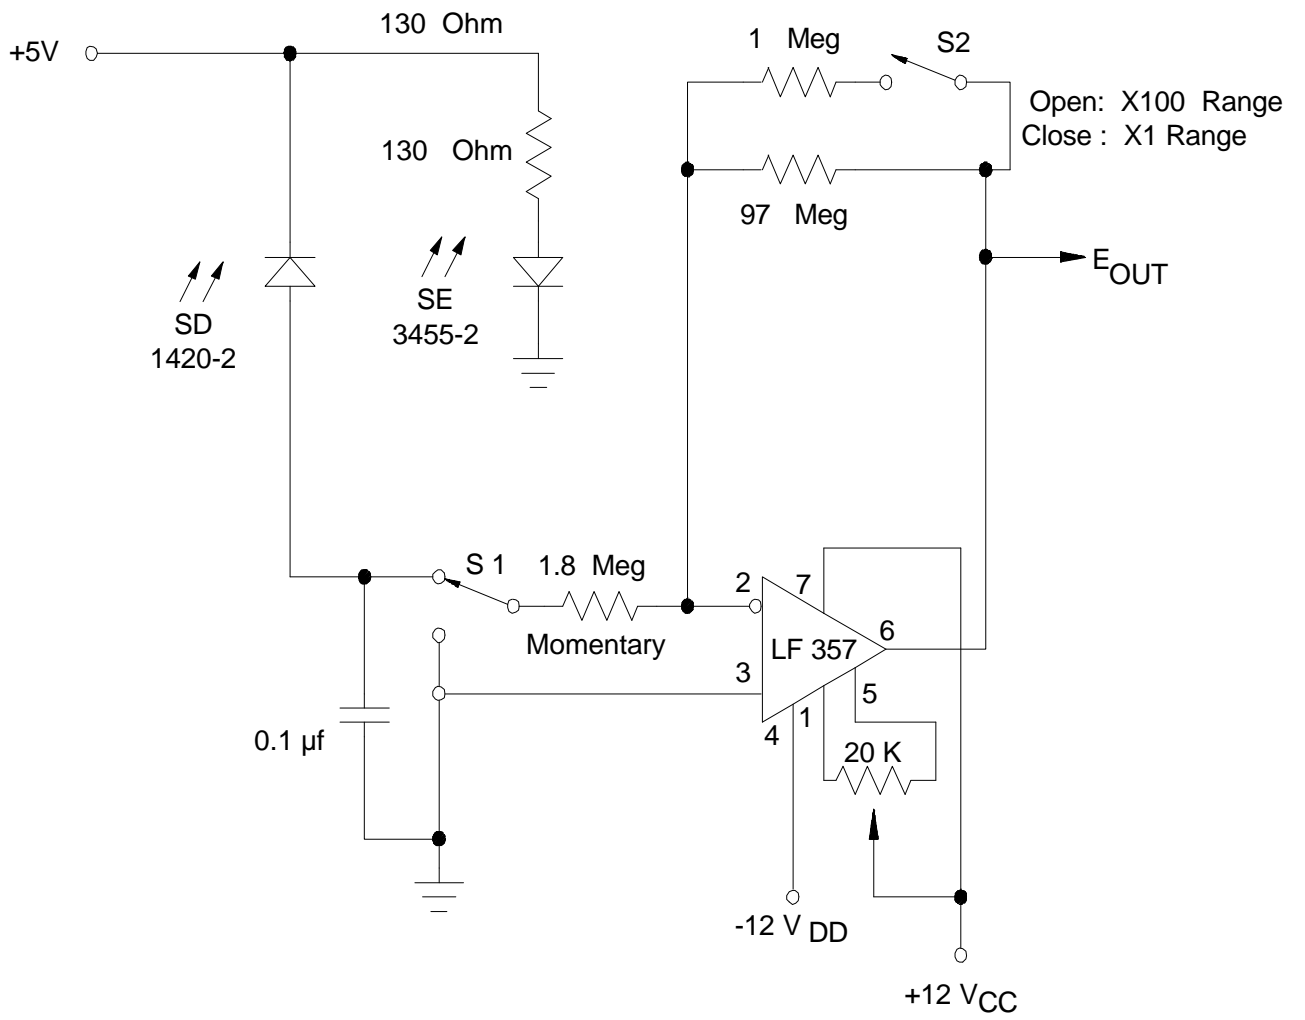 130 Ohm
+5V
1 Meg
S2
Open: X100 Range
Close : X1 Range
130 Ohm
97 Meg
SE
3455-2
SD
1420-2
EOUT
S 1
1.8 Meg
Momentary
2
7
LF 357
6
3
5
4
1
20 K
0.1 µf
-12 V DD
+12 VCC